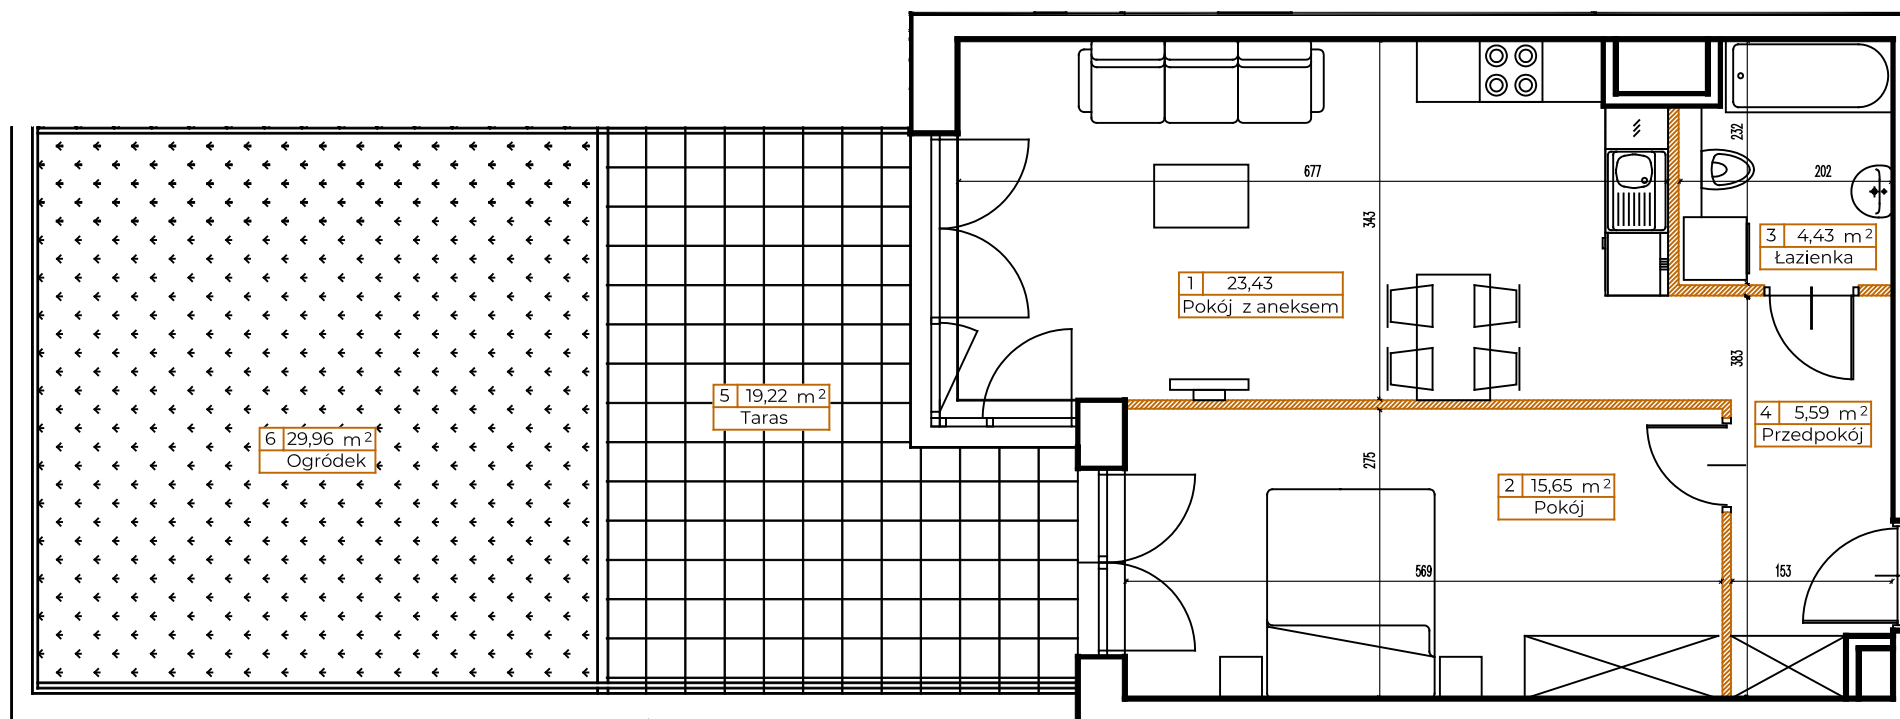 232
677
202
343
3 4,43 m²
Łazienka
1 23,43
Pokój z aneksem
383
5 19,22 m²
Taras
4 5,59 m²
Przedpokój
6 29,96 m²
Ogródek
275
2 15,65 m²
Pokój
569
153